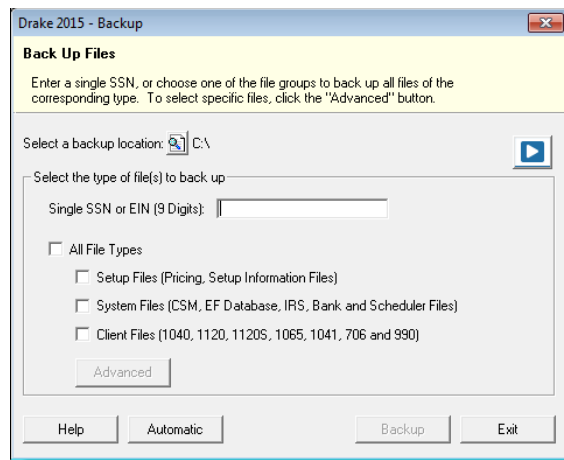 Drake 2015 - Backup
Back Up Files
Enter a single SSN, or choose one of the file groups to back up all files of the
corresponding type. To select specific files, click the "Advanced" button.
Select a backup location: C:\
Select the type of file(s) to back up
Single SSN or EIN (9 Digits):
All File Types
Setup Files (Pricing, Setup Information Files)
System Files (CSM, EF Database, IRS, Bank and Scheduler Files)
Client Files (1040, 1120, 1120S, 1065, 1041, 706 and 990)
Advanced
Help Automatic Backup Exit